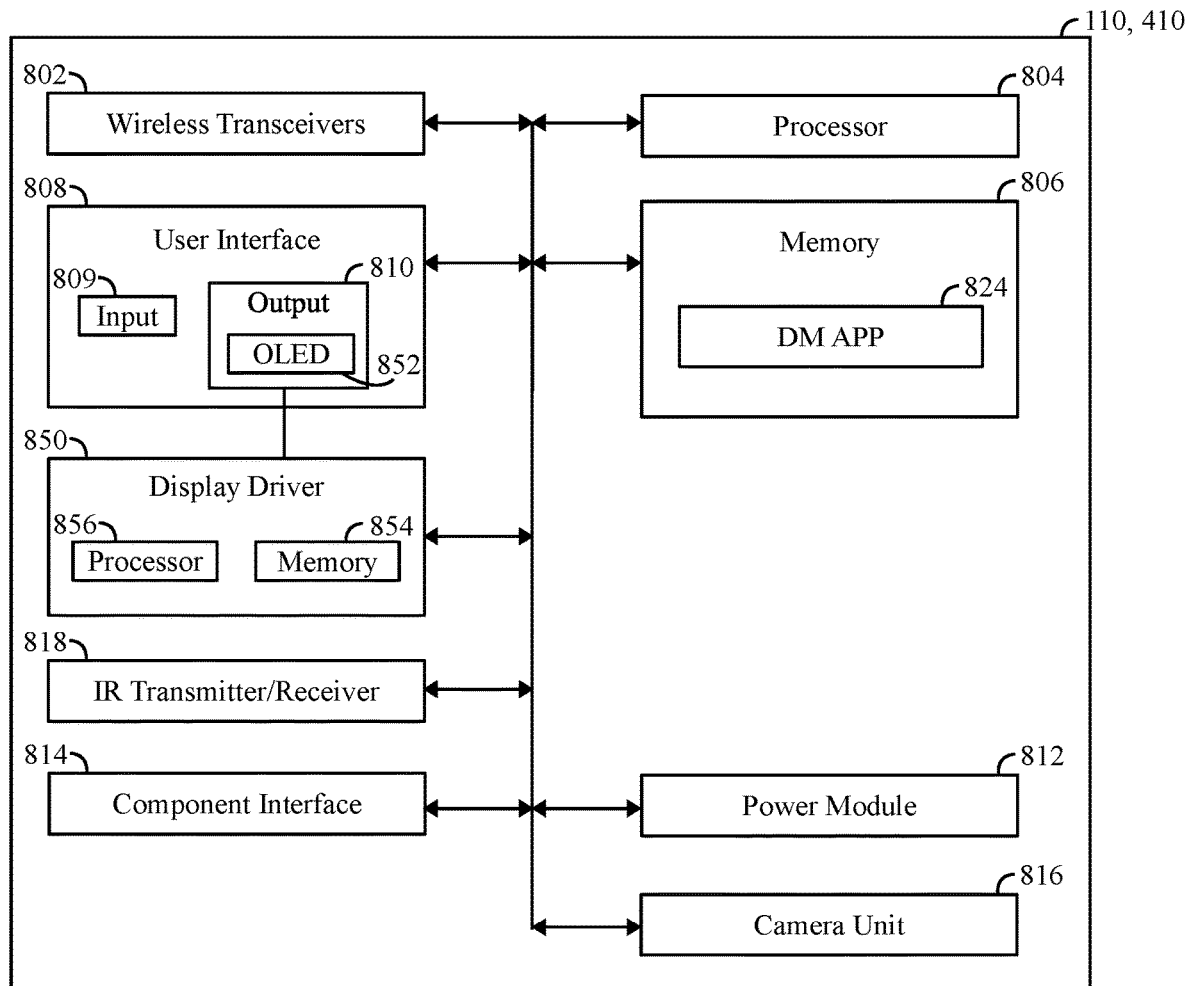 110, 410
802
Wireless Transceivers
804
Processor
808
User Interface
809
Input
810
Output
OLED
852
806
Memory
824
DM APP
850
Display Driver
856
Processor
854
Memory
818
IR Transmitter/Receiver
814
Component Interface
812
Power Module
816
Camera Unit